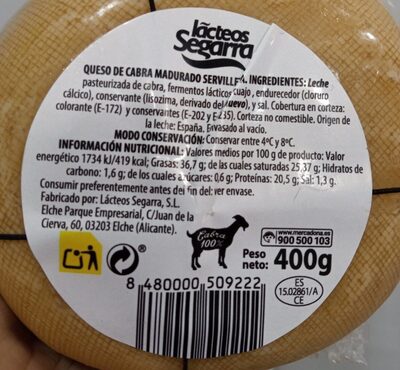 lácteos
Segarra
QUESO DE CABRA MADURADO SERVILLETA. INGREDIENTES: Leche
pasteurizada de cabra, fermentos lácticos, cuajo, endurecedor (cloruro
cálcico), conservante (lisozima, derivado del huevo), y sal. Cobertura en corteza:
colorante (E-172) y conservantes (E-202 y E-235). Corteza no comestible. Origen de
la leche: España. Envasado al vacío.
MODO CONSERVACIÓN: Conservar entre 4ºC y 8ºC.
INFORMACIÓN NUTRICIONAL: Valores medios por 100 g de producto: Valor
energético 1734 kJ/419 kcal; Grasas: 36,7 g; de las cuales saturadas 25,37 g; Hidratos de
carbono: 1,6 g; de los cuales azúcares: 0,6 g; Proteínas: 20,5 g; Sal: 1,3 g.
Consumir preferentemente antes del fin del: ver envase.
Fabricado por: Lácteos Segarra, S.L.
Elche Parque Empresarial, C/Juan de la
Cierva, 60, 03203 Elche (Alicante).
Cabra
100%
www.mercadona.es
900 500 103
Peso
neto: 400g
8 480000 509222
ES
15.02861/A
CE